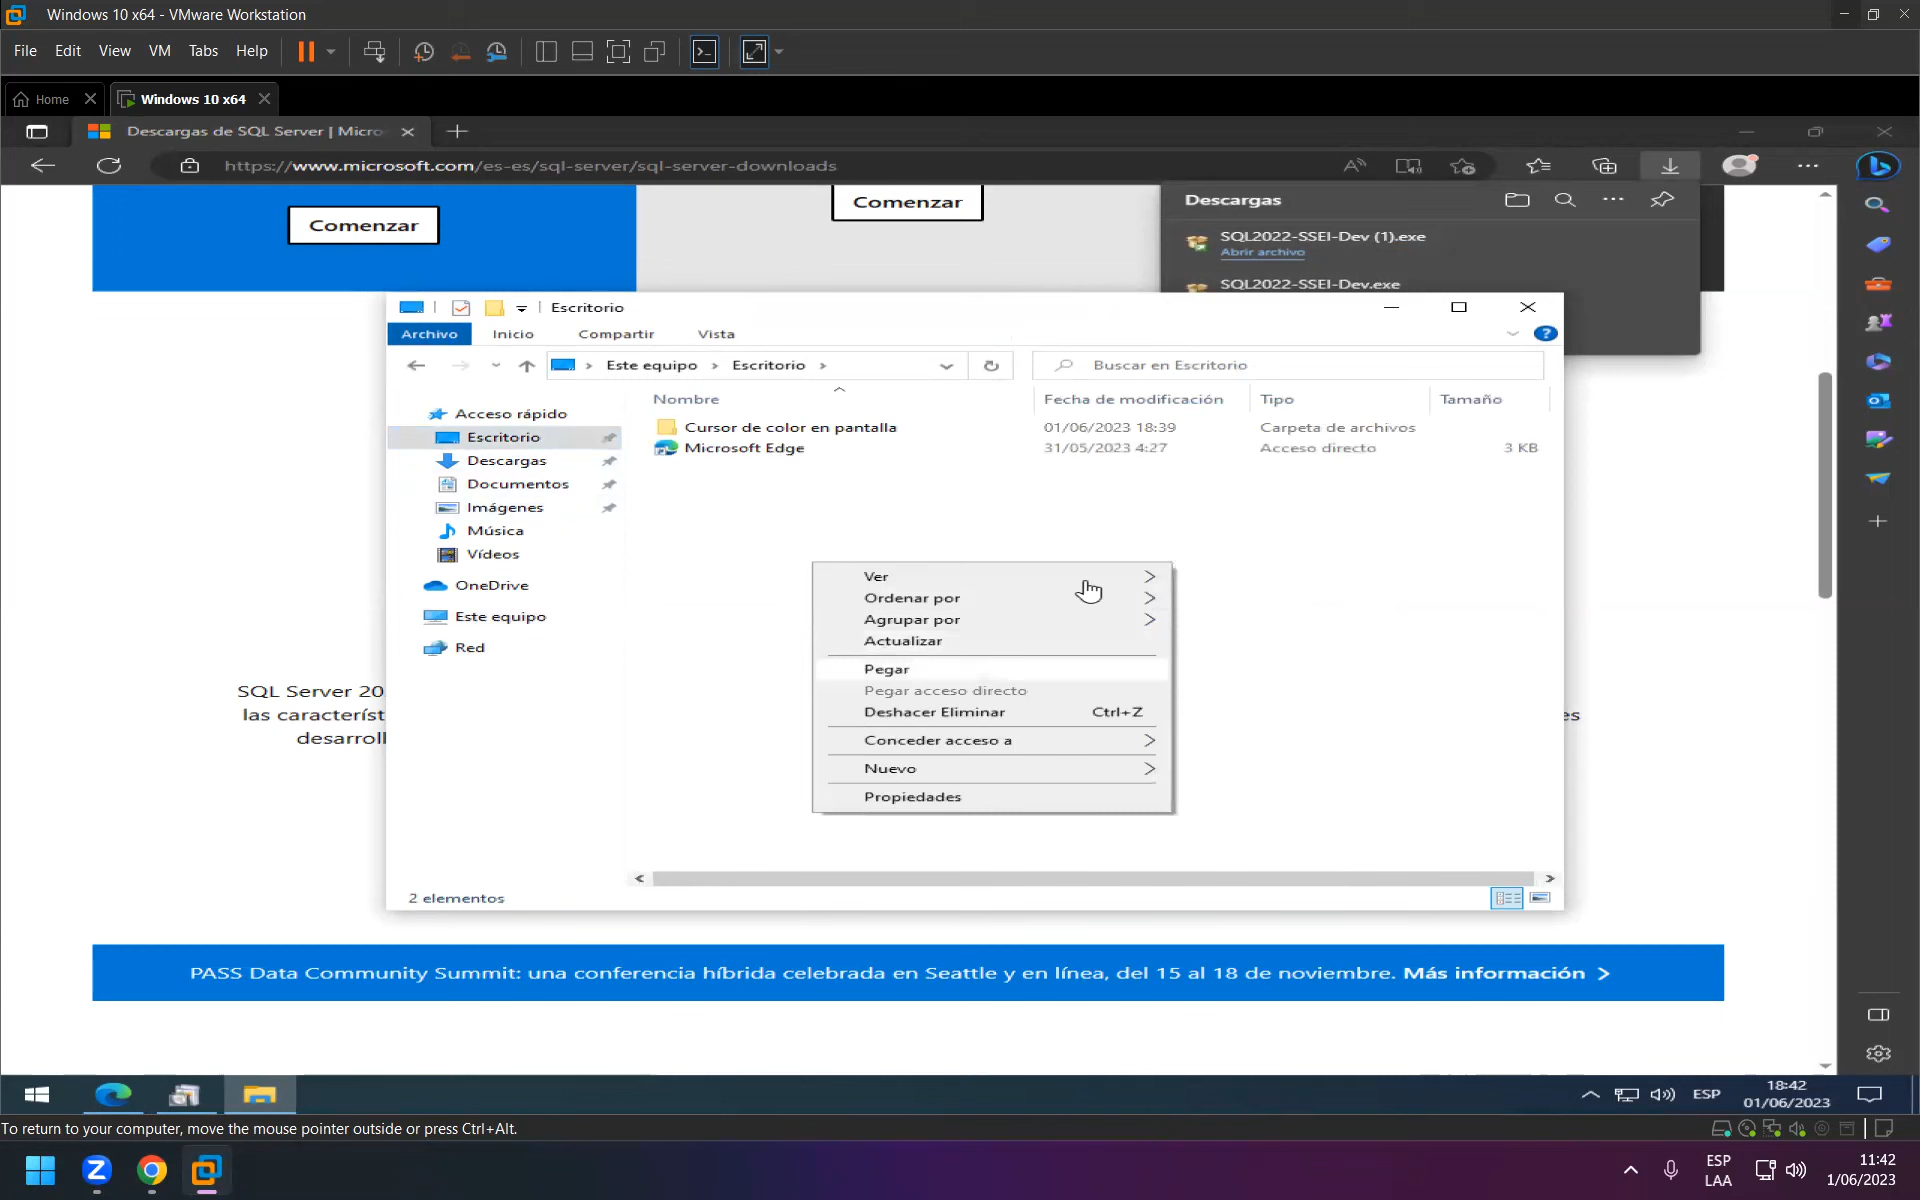 Windows 10 x64 - VMware Workstation
File Edit View VM Tabs Help
Home
Windows 10 x64
Descargas de SQL Server | Micro
https://www.microsoft.com/es-es/sql-server/sql-server-downloads
Comenzar
Comenzar
Descargas
SQL2022-SSEI-Dev (1).exe
Abrir archivo
SQL2022-SSEI-Dev.exe
Escritorio
Archivo Inicio Compartir Vista
Este equipo > Escritorio >
Buscar en Escritorio
Nombre Fecha de modificación Tipo Tamaño
Cursor de color en pantalla 01/06/2023 18:39 Carpeta de archivos
Microsoft Edge 31/05/2023 4:27 Acceso directo 3 KB
Acceso rápido
Escritorio
Descargas
Documentos
Imágenes
Música
Vídeos
OneDrive
Este equipo
Red
Ver
Ordenar por
Agrupar por
Actualizar
Pegar
Pegar acceso directo
Deshacer Eliminar Ctrl+Z
Conceder acceso a
Nuevo
Propiedades
SQL Server 20
las característ
desarroll
es
2 elementos
PASS Data Community Summit: una conferencia híbrida celebrada en Seattle y en línea, del 15 al 18 de noviembre. Más información >
ESP
18:42
01/06/2023
To return to your computer, move the mouse pointer outside or press Ctrl+Alt.
ESP
LAA
11:42
1/06/2023